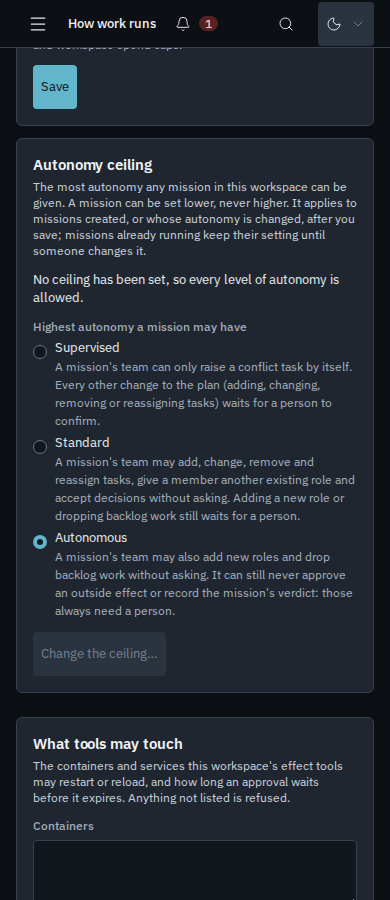 How work runs
1
Save
Autonomy ceiling
The most autonomy any mission in this workspace can be
given. A mission can be set lower, never higher. It applies to
missions created, or whose autonomy is changed, after you
save; missions already running keep their setting until
someone changes it.
No ceiling has been set, so every level of autonomy is
allowed.
Highest autonomy a mission may have
Supervised
A mission's team can only raise a conflict task by itself.
Every other change to the plan (adding, changing,
removing or reassigning tasks) waits for a person to
confirm.
Standard
A mission's team may add, change, remove and
reassign tasks, give a member another existing role and
accept decisions without asking. Adding a new role or
dropping backlog work still waits for a person.
Autonomous
A mission's team may also add new roles and drop
backlog work without asking. It can still never approve
an outside effect or record the mission's verdict: those
always need a person.
Change the ceiling...
What tools may touch
The containers and services this workspace's effect tools
may restart or reload, and how long an approval waits
before it expires. Anything not listed is refused.
Containers